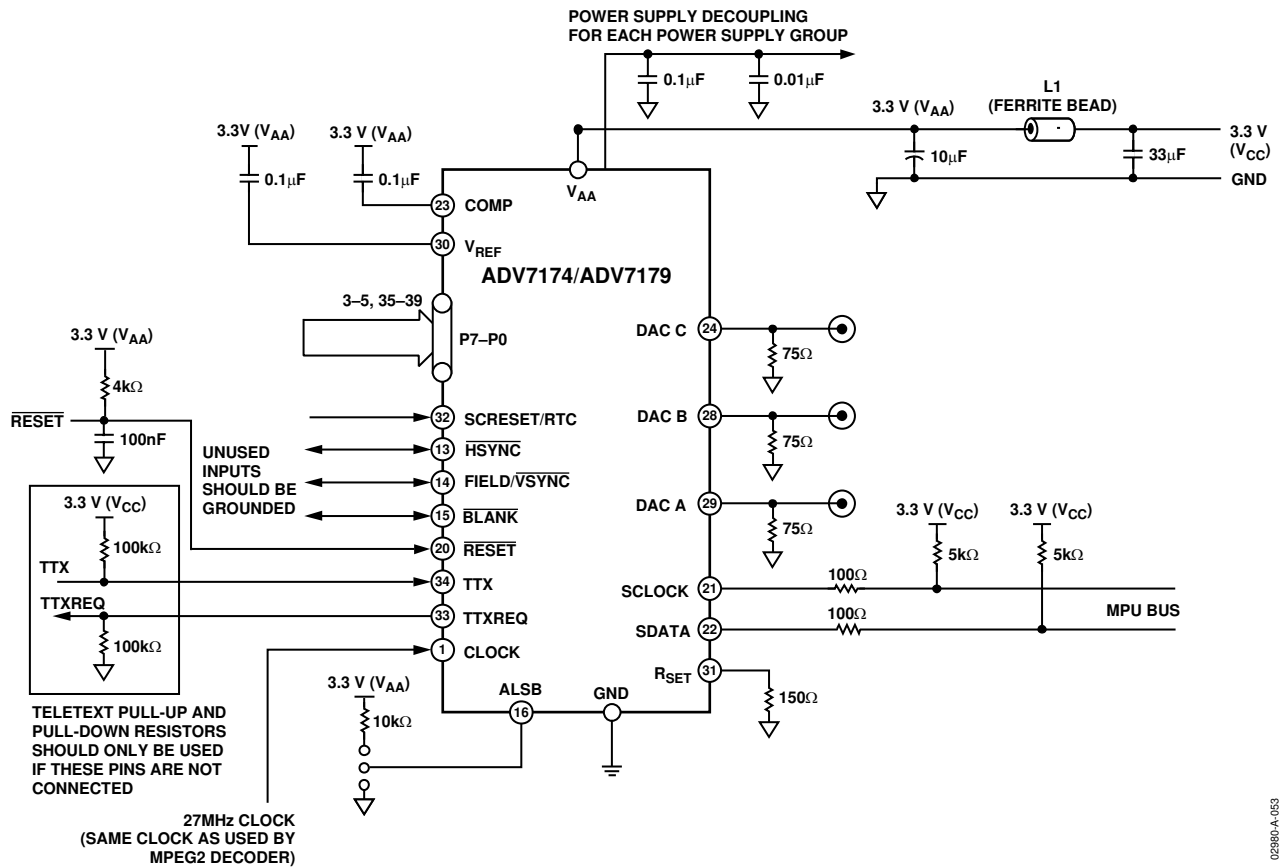 POWER SUPPLY DECOUPLING
FOR EACH POWER SUPPLY GROUP
0.1µF
0.01µF
L1
(FERRITE BEAD)
3.3 V (VAA)
3.3 V
(VCC)
10µF
33µF
GND
3.3V (VAA)
3.3 V (VAA)
0.1µF
0.1µF
VAA
23 COMP
30 VREF
ADV7174/ADV7179
3–5, 35–39
P7–P0
3.3 V (VAA)
4kΩ
RESET
100nF
UNUSED
INPUTS
SHOULD BE
GROUNDED
32 SCRESET/RTC
13 HSYNC
14 FIELD/VSYNC
15 BLANK
20 RESET
34 TTX
33 TTXREQ
1 CLOCK
3.3 V (VCC)
100kΩ
TTX
TTXREQ
100kΩ
TELETEXT PULL-UP AND
PULL-DOWN RESISTORS
SHOULD ONLY BE USED
IF THESE PINS ARE NOT
CONNECTED
27MHz CLOCK
(SAME CLOCK AS USED BY
MPEG2 DECODER)
3.3 V (VAA)
10kΩ
ALSB
16
GND
DAC C 24
75Ω
DAC B 28
75Ω
DAC A 29
75Ω
3.3 V (VCC)
3.3 V (VCC)
5kΩ
5kΩ
SCLOCK 21
100Ω
MPU BUS
SDATA 22
100Ω
RSET 31
150Ω
02980-A-053